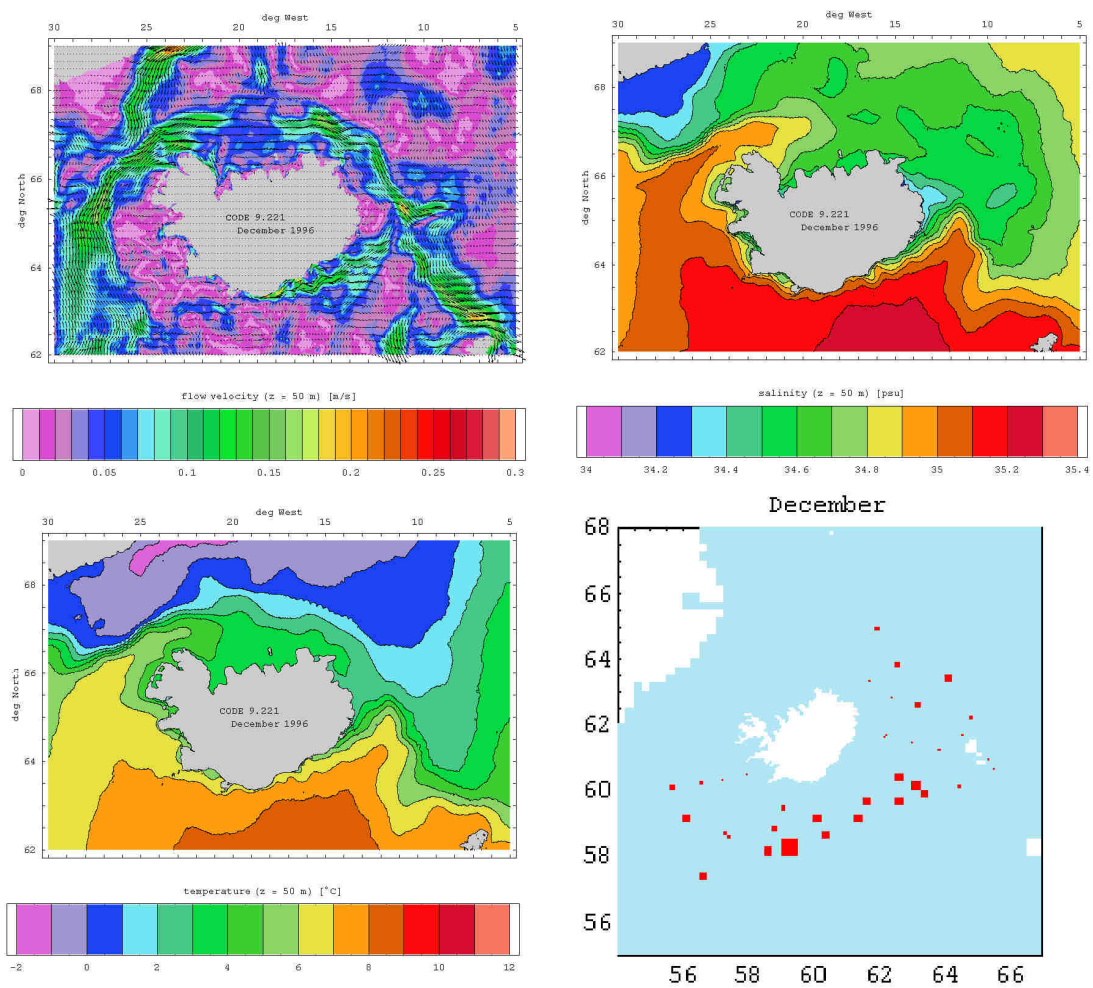 deg West
30 25 20 15 10 5
deg North
68
66
64
62
CODE 9.221
December 1996
flow velocity (z = 50 m) [m/s]
0 0.05 0.1 0.15 0.2 0.25 0.3
deg West
30 25 20 15 10 5
deg North
68
66
64
62
CODE 9.221
December 1996
salinity (z = 50 m) [psu]
34 34.2 34.4 34.6 34.8 35 35.2 35.4
deg West
30 25 20 15 10 5
deg North
68
66
64
62
CODE 9.221
December 1996
temperature (z = 50 m) [°C]
-2 0 2 4 6 8 10 12
December
68
66
64
62
60
58
56
56 58 60 62 64 66